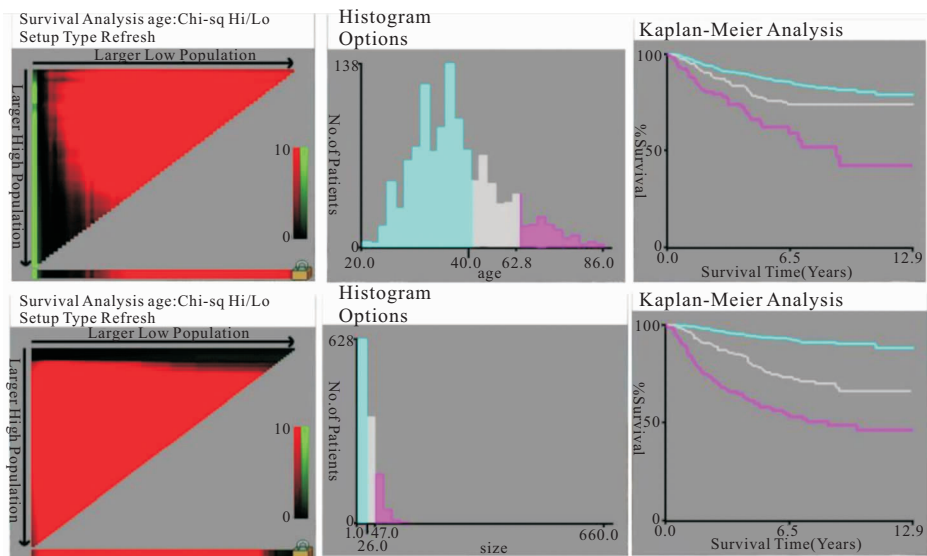 Survival Analysis age:Chi-sq Hi/Lo
Setup Type Refresh
Larger Low Population
Larger High Population
10
0
Histogram
Options
138
No.of Patients
0
20.0
40.0
62.8
86.0
age
Kaplan-Meier Analysis
100
%Survival
50
0
0.0
6.5
12.9
Survival Time(Years)
Survival Analysis age:Chi-sq Hi/Lo
Setup Type Refresh
Larger Low Population
Larger High Population
10
0
Histogram
Options
628
No.of Patients
0
1.0
47.0
660.0
26.0
size
Kaplan-Meier Analysis
100
%Survival
50
0
0.0
6.5
12.9
Survival Time(Years)